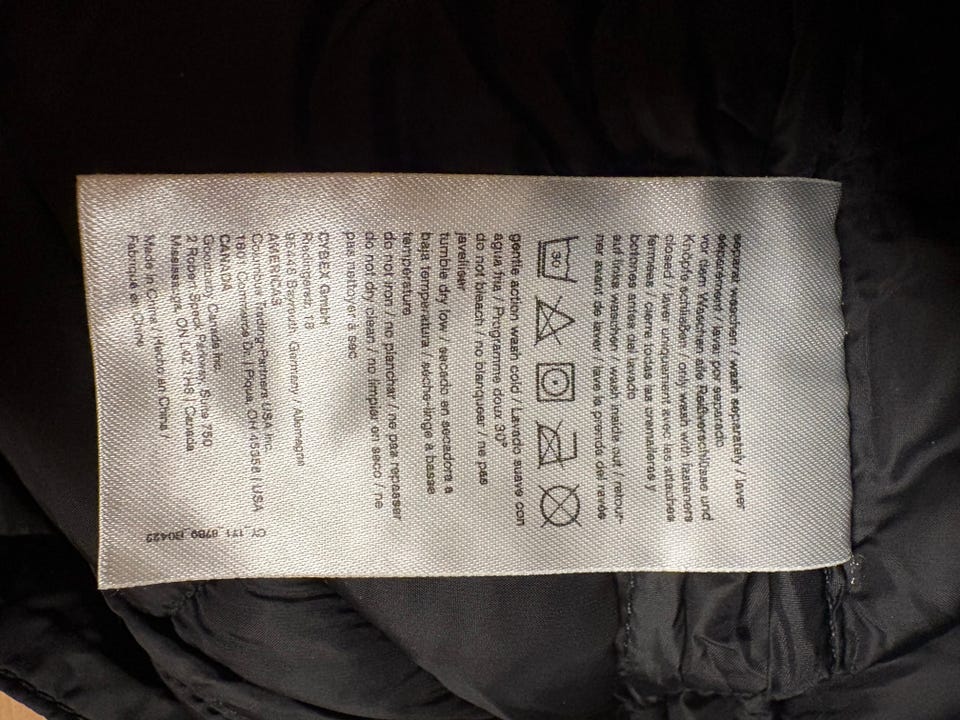 separat waschen / wash separately / laver
séparément / lavar por separado
vor dem Waschen alle Reißverschlüsse und
Knöpfe schließen / only wash with fasteners
closed / laver uniquement avec les attaches
fermées / cierre todas las cremalleras y
botones antes del lavado
auf links waschen / wash inside out / retour-
ner avant de laver / lave la prenda del revés
30
gentle action wash cold / Lavado suave con
agua fria / Programme doux 30°
do not bleach / no blanquear / ne pas
javelliser
tumble dry low / secado en secadora a
baja temperatura / sèche-linge à basse
température
do not iron / no planchar / ne pas repasser
do not dry clean / no limpiar en seco / ne
pas nettoyer à sec
CYBEX GmbH
Riedingerstr. 18
95448 Bayreuth Germany / Allemagne
AMERICAS
Columbus Trading-Partners USA Inc.
1801 Commerce Dr. | Piqua, OH 45356 | USA
CANADA
Goodbaby Canada Inc.
2 Robert Speck Parkway, Suite 750
Mississauga, ON L4Z 1H8 | Canada
Made in China / Hecho en China /
Fabriqué en Chine
CY_171_8789_B0422